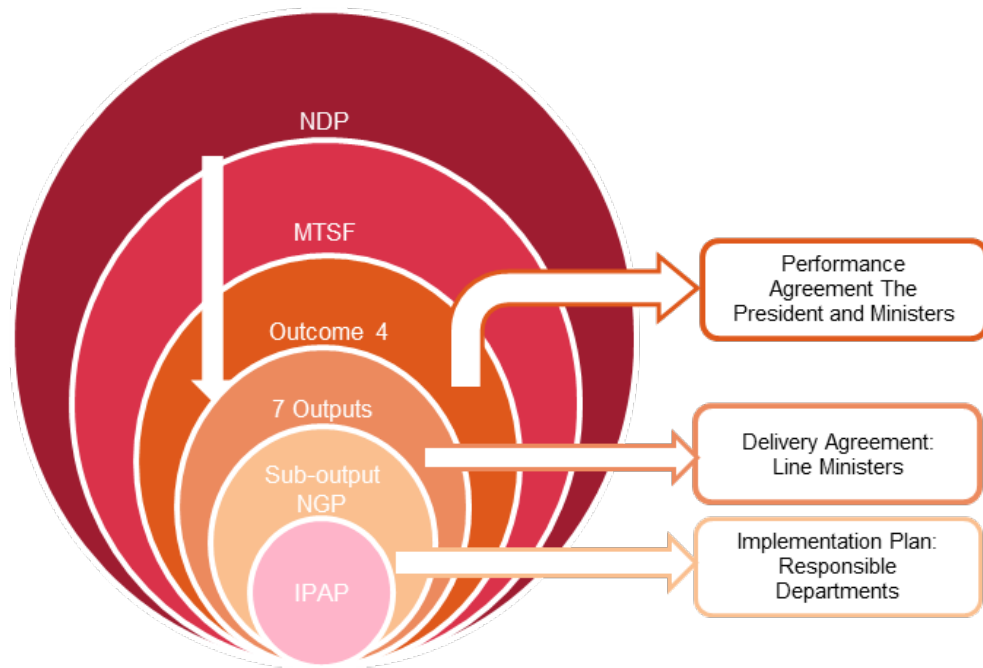 NDP
MTSF
Outcome 4
7 Outputs
Sub-output
NGP
IPAP
Performance
Agreement The
President and Ministers
Delivery Agreement:
Line Ministers
Implementation Plan:
Responsible
Departments